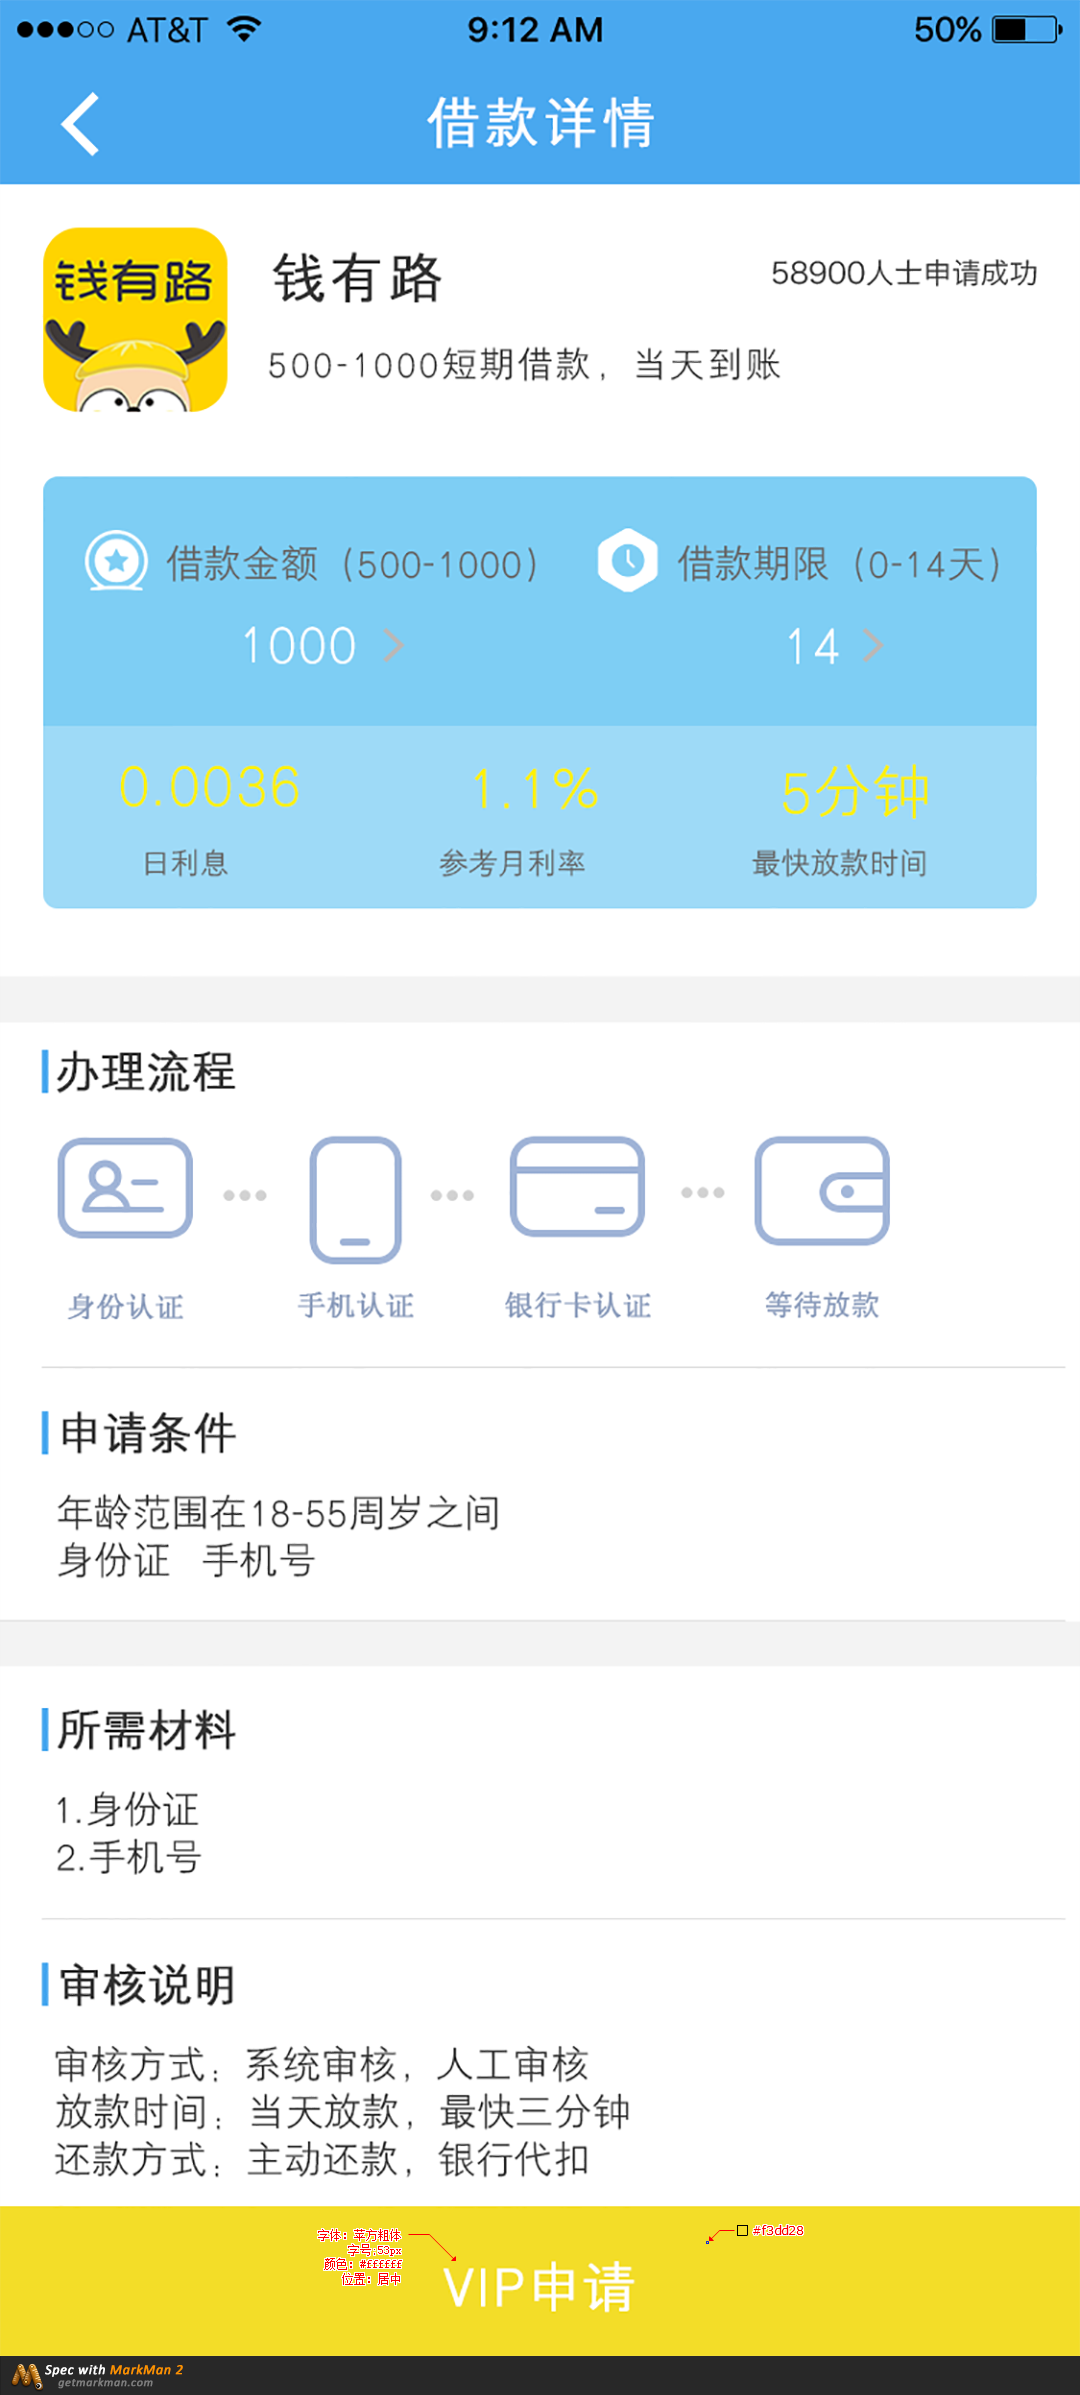 AT&T 9:12 AM 50%
借款详情
钱有路
钱有路
58900人士申请成功
500-1000短期借款，当天到账
借款金额（500-1000） 借款期限（0-14天）
1000 14
0.0036 1.1% 5分钟
日利息 参考月利率 最快放款时间
办理流程
身份认证 手机认证 银行卡认证 等待放款
申请条件
年龄范围在18-55周岁之间
身份证 手机号
所需材料
1.身份证
2.手机号
审核说明
审核方式：系统审核，人工审核
放款时间：当天放款，最快三分钟
还款方式：主动还款，银行代扣
字体：苹方粗体
字号:53px
颜色：#ffffff
位置：居中
#f3dd28
VIP申请
Spec with MarkMan 2
getmarkman.com